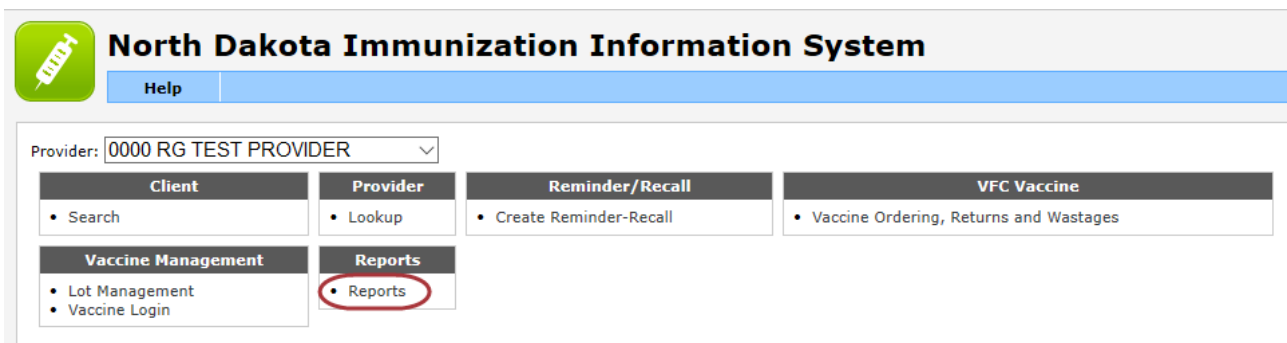 North Dakota Immunization Information System
Help
Provider: 0000 RG TEST PROVIDER
Client
• Search
Provider
• Lookup
Reminder/Recall
• Create Reminder-Recall
VFC Vaccine
• Vaccine Ordering, Returns and Wastages
Vaccine Management
• Lot Management
• Vaccine Login
Reports
• Reports